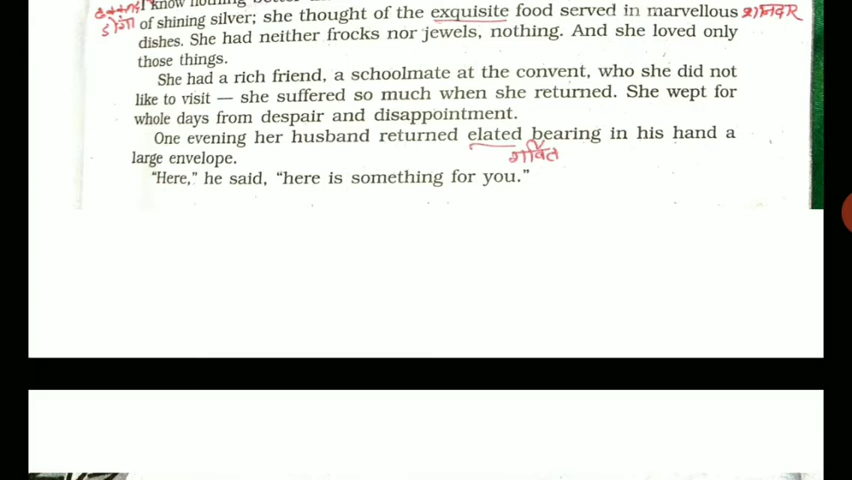 I know nothing better
of shining silver; she thought of the exquisite food served in marvellous शानदार
डोंगा
dishes. She had neither frocks nor jewels, nothing. And she loved only
those things.
She had a rich friend, a schoolmate at the convent, who she did not
like to visit — she suffered so much when she returned. She wept for
whole days from despair and disappointment.
One evening her husband returned elated bearing in his hand a
गर्वित
large envelope.
"Here," he said, "here is something for you."